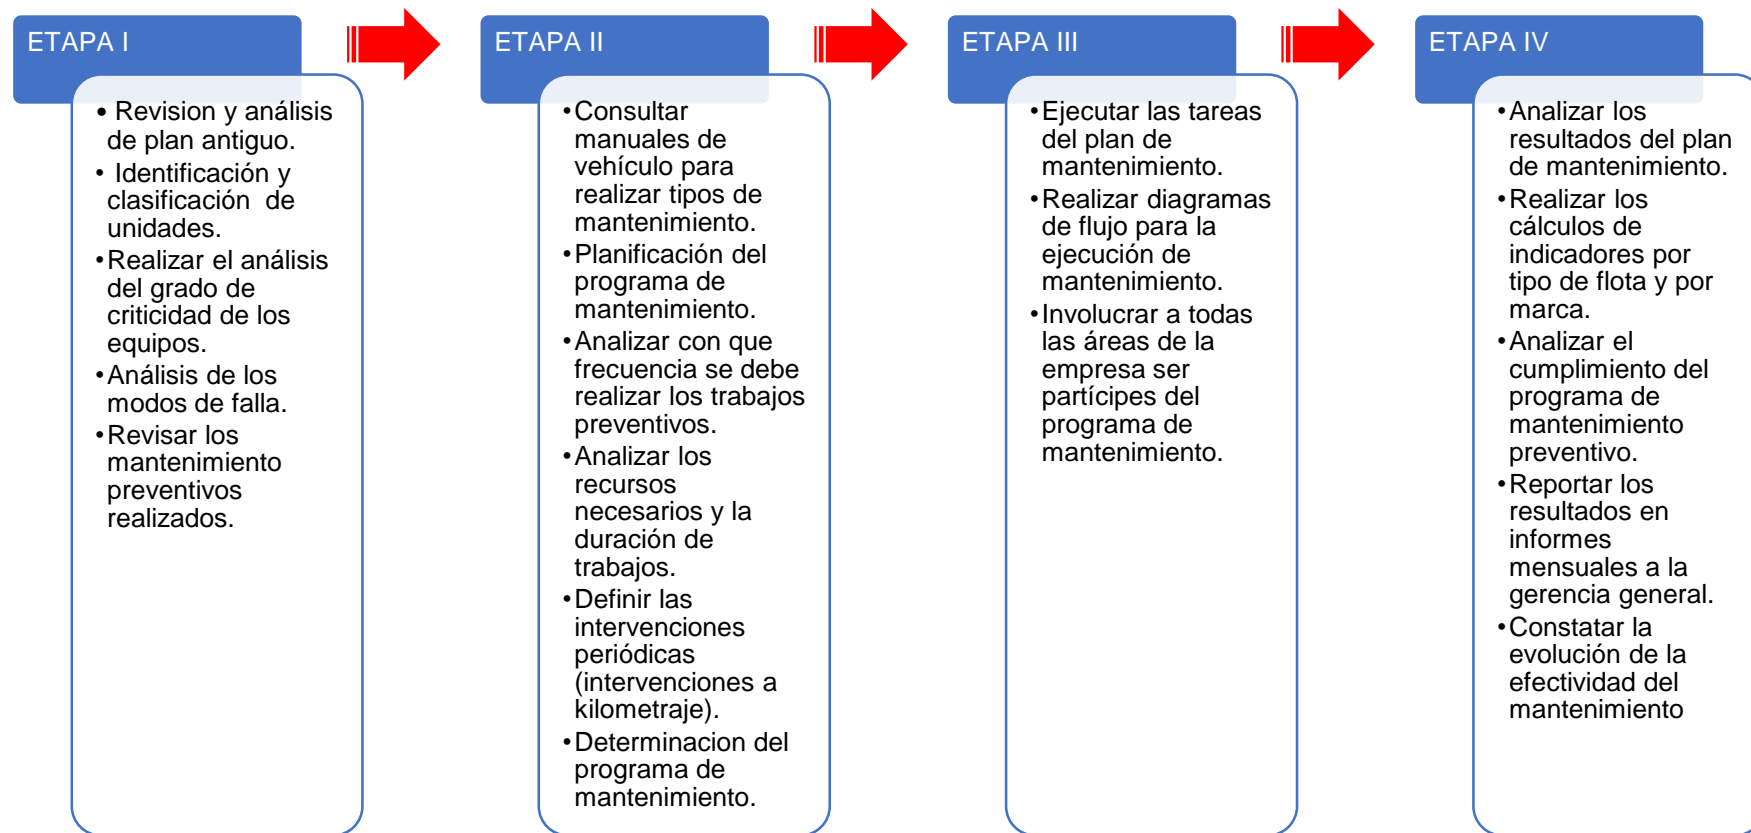 ETAPA I
• Revision y análisis
de plan antiguo.
• Identificación y
clasificación de
unidades.
•Realizar el análisis
del grado de
criticidad de los
equipos.
•Análisis de los
modos de falla.
•Revisar los
mantenimiento
preventivos
realizados.
ETAPA II
•Consultar
manuales de
vehículo para
realizar tipos de
mantenimiento.
•Planificación del
programa de
mantenimiento.
•Analizar con que
frecuencia se debe
realizar los trabajos
preventivos.
•Analizar los
recursos
necesarios y la
duración de
trabajos.
•Definir las
intervenciones
periódicas
(intervenciones a
kilometraje).
•Determinacion del
programa de
mantenimiento.
ETAPA III
•Ejecutar las tareas
del plan de
mantenimiento.
•Realizar diagramas
de flujo para la
ejecución de
mantenimiento.
•Involucrar a todas
las áreas de la
empresa ser
partícipes del
programa de
mantenimiento.
ETAPA IV
•Analizar los
resultados del plan
de mantenimiento.
•Realizar los
cálculos de
indicadores por
tipo de flota y por
marca.
•Analizar el
cumplimiento del
programa de
mantenimiento
preventivo.
•Reportar los
resultados en
informes
mensuales a la
gerencia general.
•Constatar la
evolución de la
efectividad del
mantenimiento